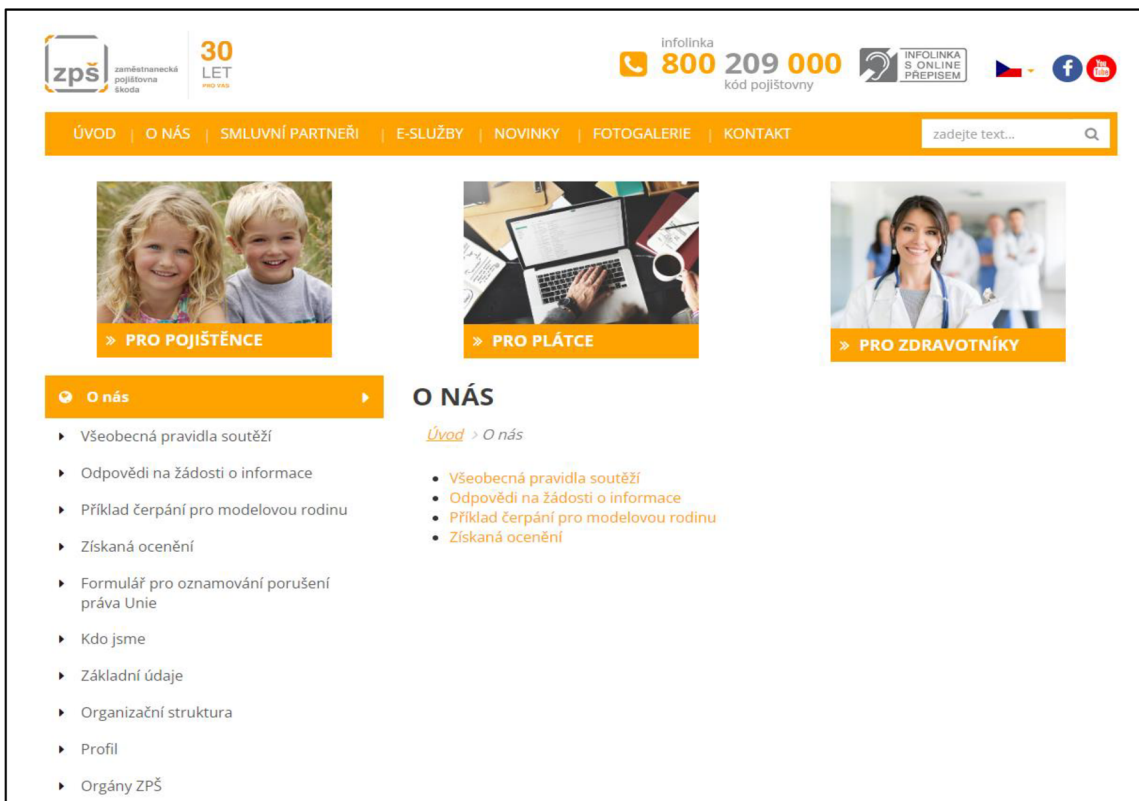 zpš
zaměstnanecká
pojišťovna
škoda
30
LET
PRO VÁS
infolinka
800 209 000
kód pojišťovny
INFOLINKA
S ONLINE
PŘEPISEM
f
You
Tube
ÚVOD | O NÁS | SMLUVNÍ PARTNEŘI | E-SLUŽBY | NOVINKY | FOTOGALERIE | KONTAKT
zadejte text...
» PRO POJIŠTĚNCE
» PRO PLÁTCE
» PRO ZDRAVOTNÍKY
O nás
Všeobecná pravidla soutěží
Odpovědi na žádosti o informace
Příklad čerpání pro modelovou rodinu
Získaná ocenění
Formulář pro oznamování porušení
práva Unie
Kdo jsme
Základní údaje
Organizační struktura
Profil
Orgány ZPŠ
O NÁS
Úvod > O nás
• Všeobecná pravidla soutěží
• Odpovědi na žádosti o informace
• Příklad čerpání pro modelovou rodinu
• Získaná ocenění